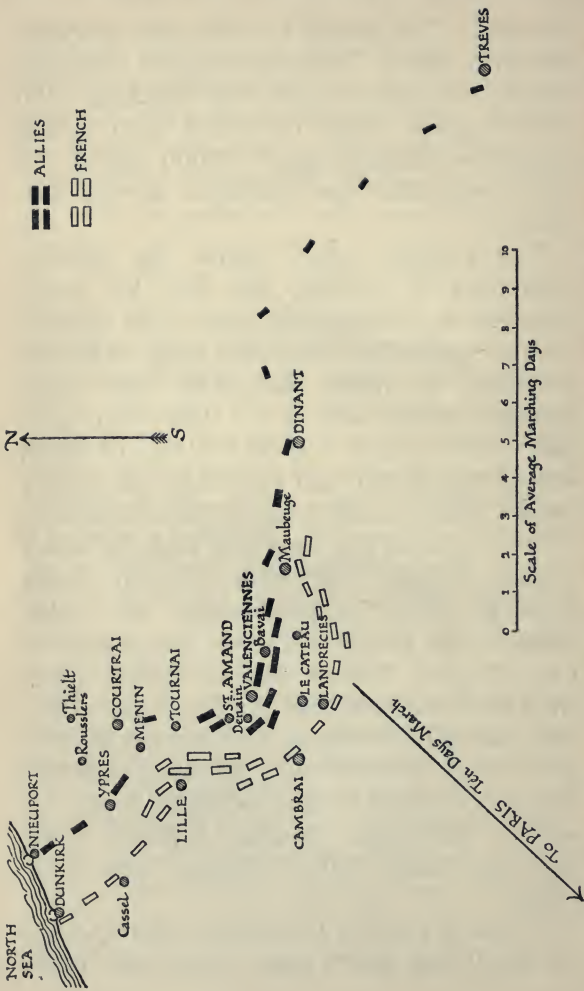 NORTH
SEA
NIEUPORT
DUNKIRK
Cassel
YPRES
Thielt
Rousslers
COURTRAI
MENIN
LILLE
TOURNAI
ST. AMAND
Denain
VALENCIENNES
Bavai
Maubeuge
DINANT
CAMBRAI
LE CATEAU
LANDRECIES
TREVES
N
S
ALLIES
FRENCH
To PARIS Ten Days March
0 1 2 3 4 5 6 7 8 9 10
Scale of Average Marching Days